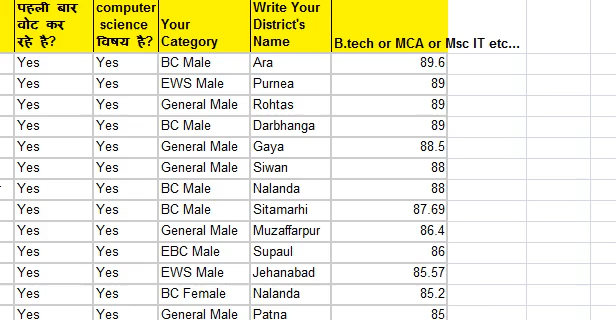 पहली बार वोट कर रहे है? computer science विषय है? Your Category Write Your District's Name B.tech or MCA or Msc IT etc...
Yes Yes BC Male Ara 89.6
Yes Yes EWS Male Purnea 89
Yes Yes General Male Rohtas 89
Yes Yes BC Male Darbhanga 89
Yes Yes General Male Gaya 88.5
Yes Yes General Male Siwan 88
Yes Yes BC Male Nalanda 88
Yes Yes BC Male Sitamarhi 87.69
Yes Yes General Male Muzaffarpur 86.4
Yes Yes EBC Male Supaul 86
Yes Yes EWS Male Jehanabad 85.57
Yes Yes BC Female Nalanda 85.2
Yes Yes General Male Patna 85